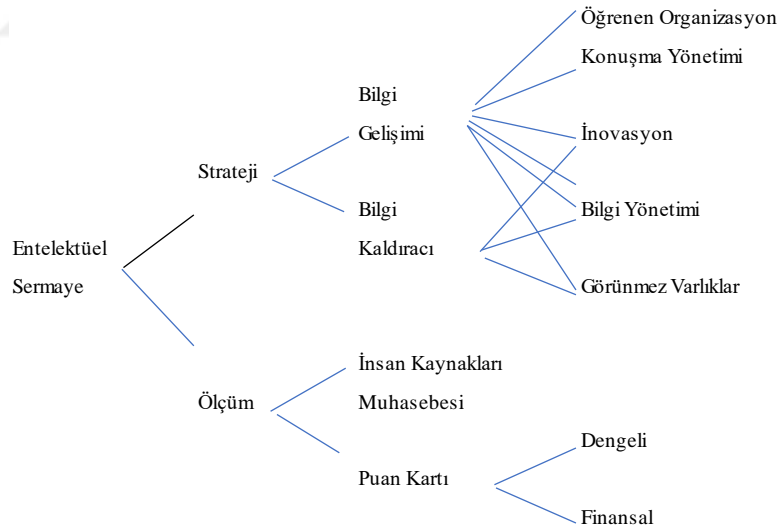 Öğrenen Organizasyon
Konuşma Yönetimi
Bilgi
Gelişimi
İnovasyon
Strateji
Bilgi
Bilgi Yönetimi
Entelektüel
Kaldıracı
Sermaye
Görünmez Varlıklar
İnsan Kaynakları
Ölçüm
Muhasebesi
Dengeli
Puan Kartı
Finansal